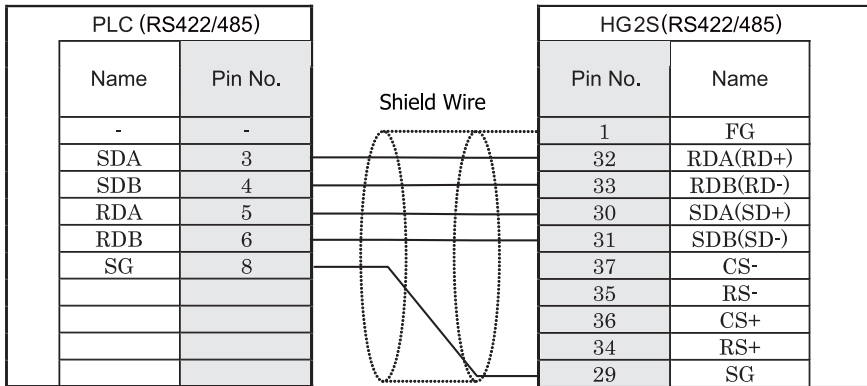 PLC (RS422/485) HG2S(RS422/485)
Name Pin No. Pin No. Name
Shield Wire
- - 1 FG
SDA 3 32 RDA(RD+)
SDB 4 33 RDB(RD-)
RDA 5 30 SDA(SD+)
RDB 6 31 SDB(SD-)
SG 8 37 CS-
35 RS-
36 CS+
34 RS+
29 SG